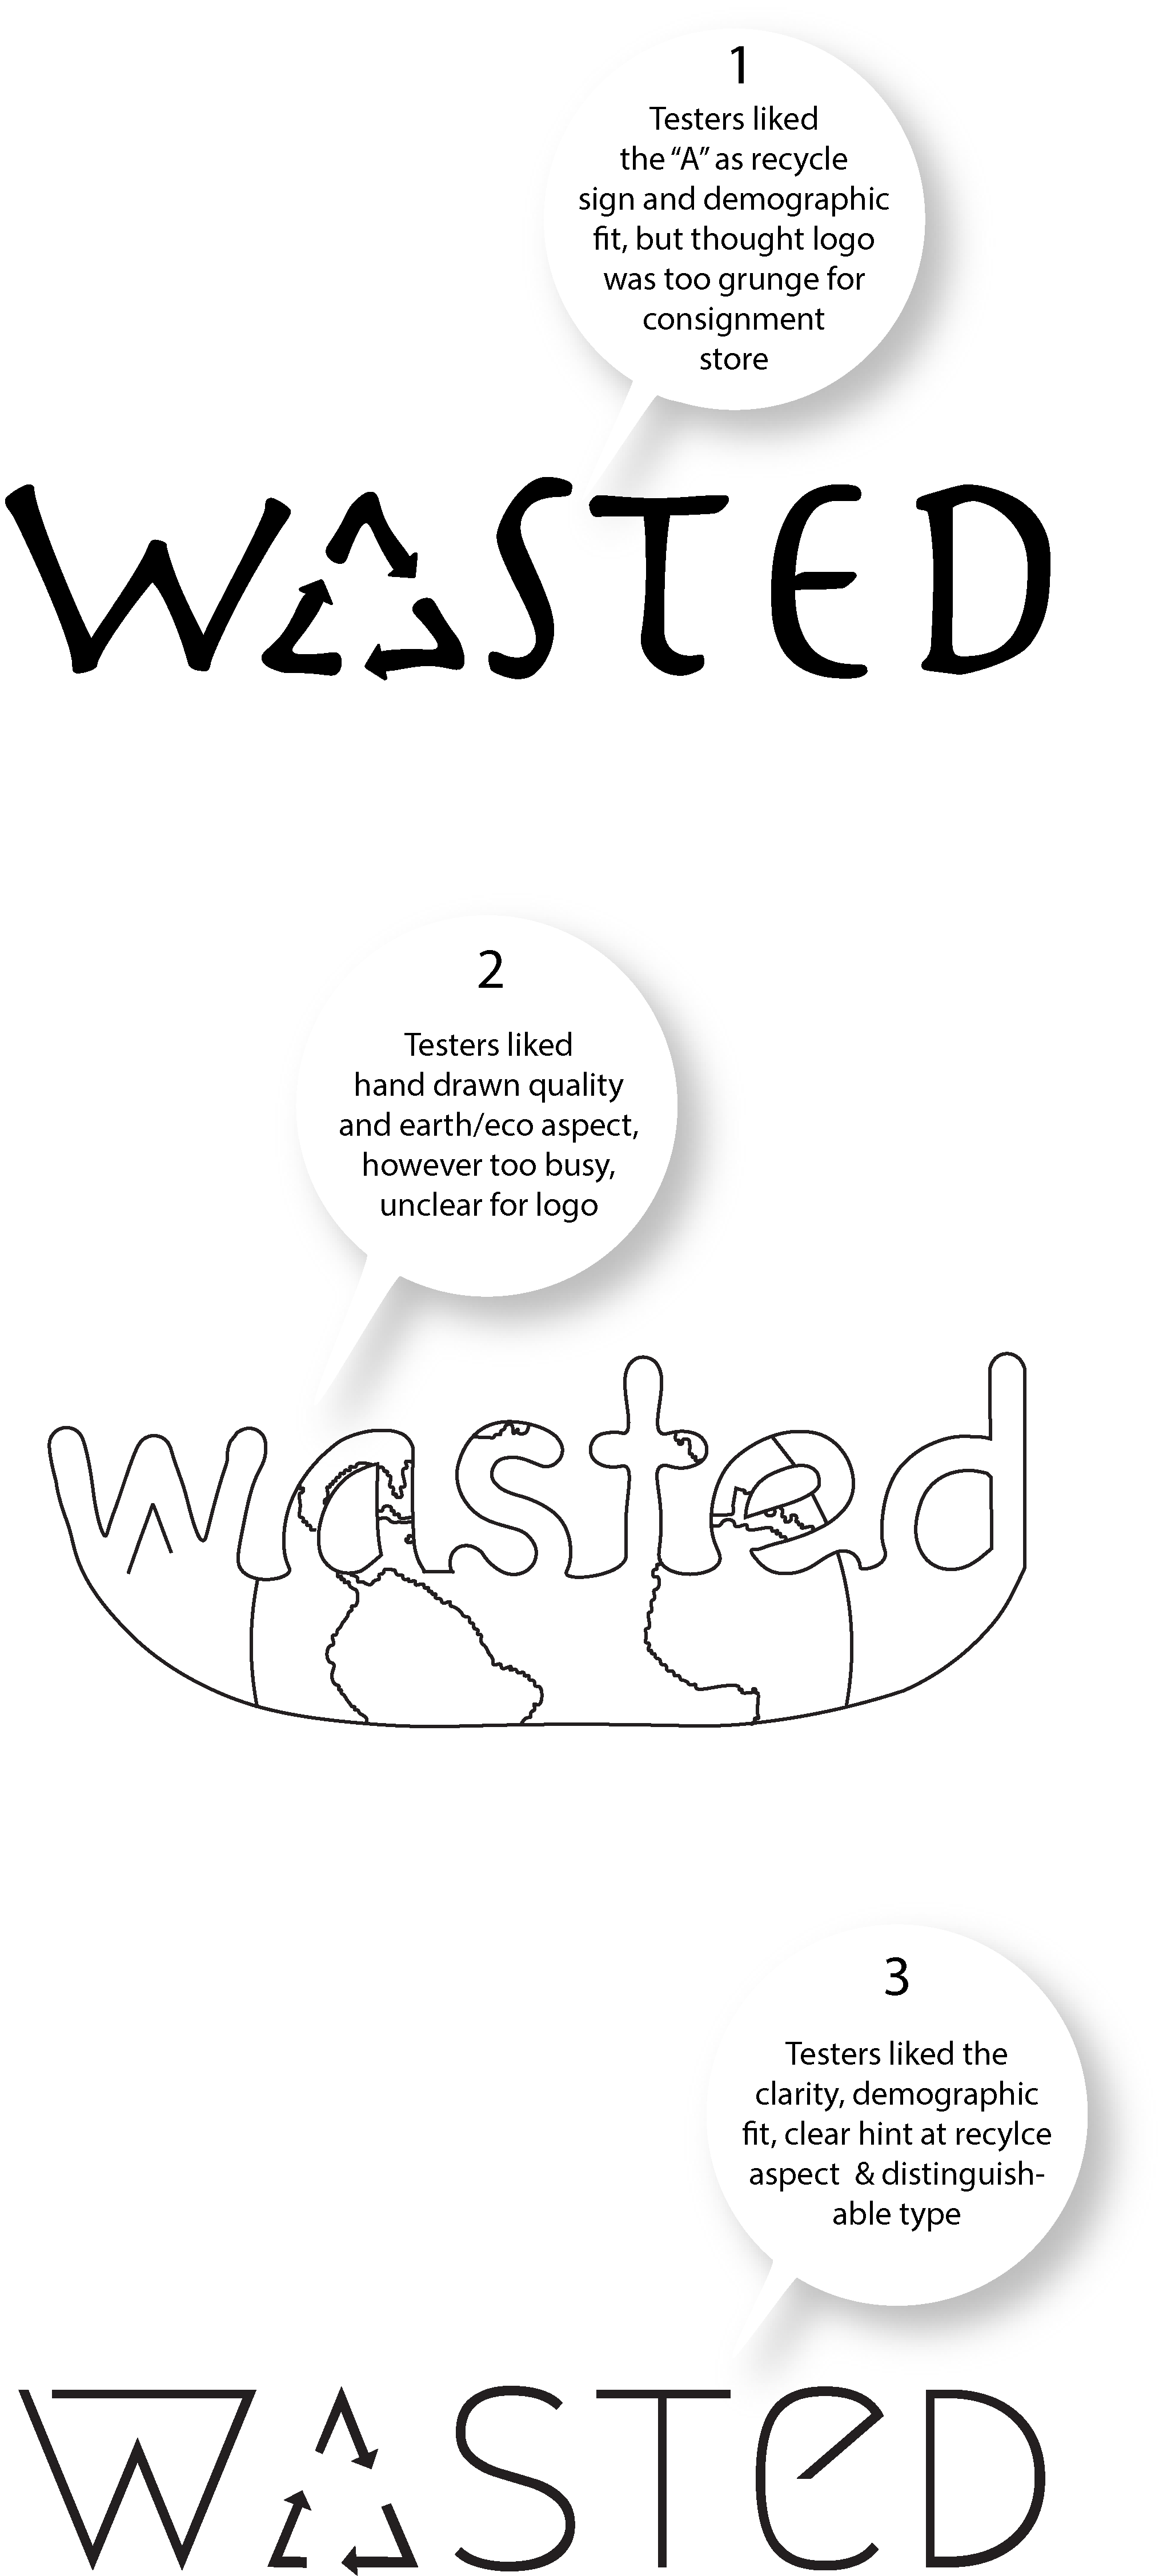 1
Testers liked
the “A” as recycle
sign and demographic
fit, but thought logo
was too grunge for
consignment
store
WASTED
2
Testers liked
hand drawn quality
and earth/eco aspect,
however too busy,
unclear for logo
wasted
3
Testers liked the
clarity, demographic
fit, clear hint at recylce
aspect & distinguish-
able type
WASTeD